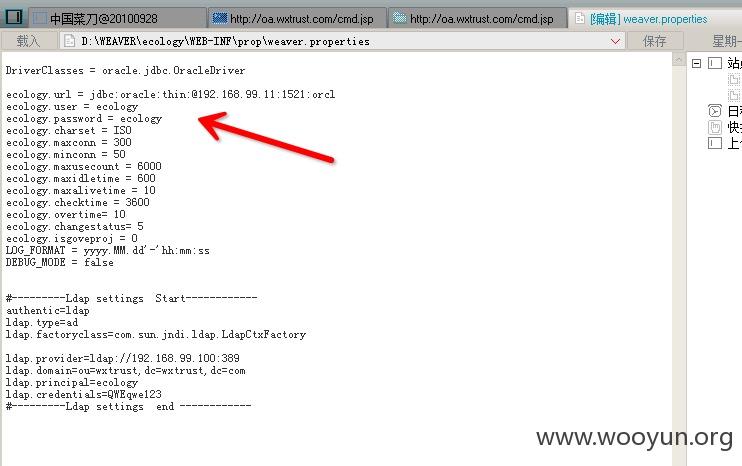 中国菜刀@20100928
http://oa.wxtrust.com/cmd.jsp
http://oa.wxtrust.com/cmd.jsp
[编辑] weaver.properties
载入
D:\WEAVER\ecology\WEB-INF\prop\weaver.properties
保存
星期一
DriverClasses = oracle.jdbc.OracleDriver
ecology.url = jdbc:oracle:thin:@192.168.99.11:1521:orcl
ecology.user = ecology
ecology.password = ecology
ecology.charset = ISO
ecology.maxconn = 300
ecology.minconn = 50
ecology.maxusecount = 6000
ecology.maxidletime = 600
ecology.maxalivetime = 10
ecology.checktime = 3600
ecology.overtime= 10
ecology.changestatus= 5
ecology.isgoveproj = 0
LOG_FORMAT = yyyy.MM.dd'-'hh:mm:ss
DEBUG_MODE = false
#---------Ldap settings  Start------------
authentic=ldap
ldap.type=ad
ldap.factoryclass=com.sun.jndi.ldap.LdapCtxFactory
ldap.provider=ldap://192.168.99.100:389
ldap.domain=ou=wxtrust,dc=wxtrust,dc=com
ldap.principal=ecology
ldap.credentials=QWEqwe123
#---------Ldap settings  end ------------
站
日
快
上
www.wooyun.org